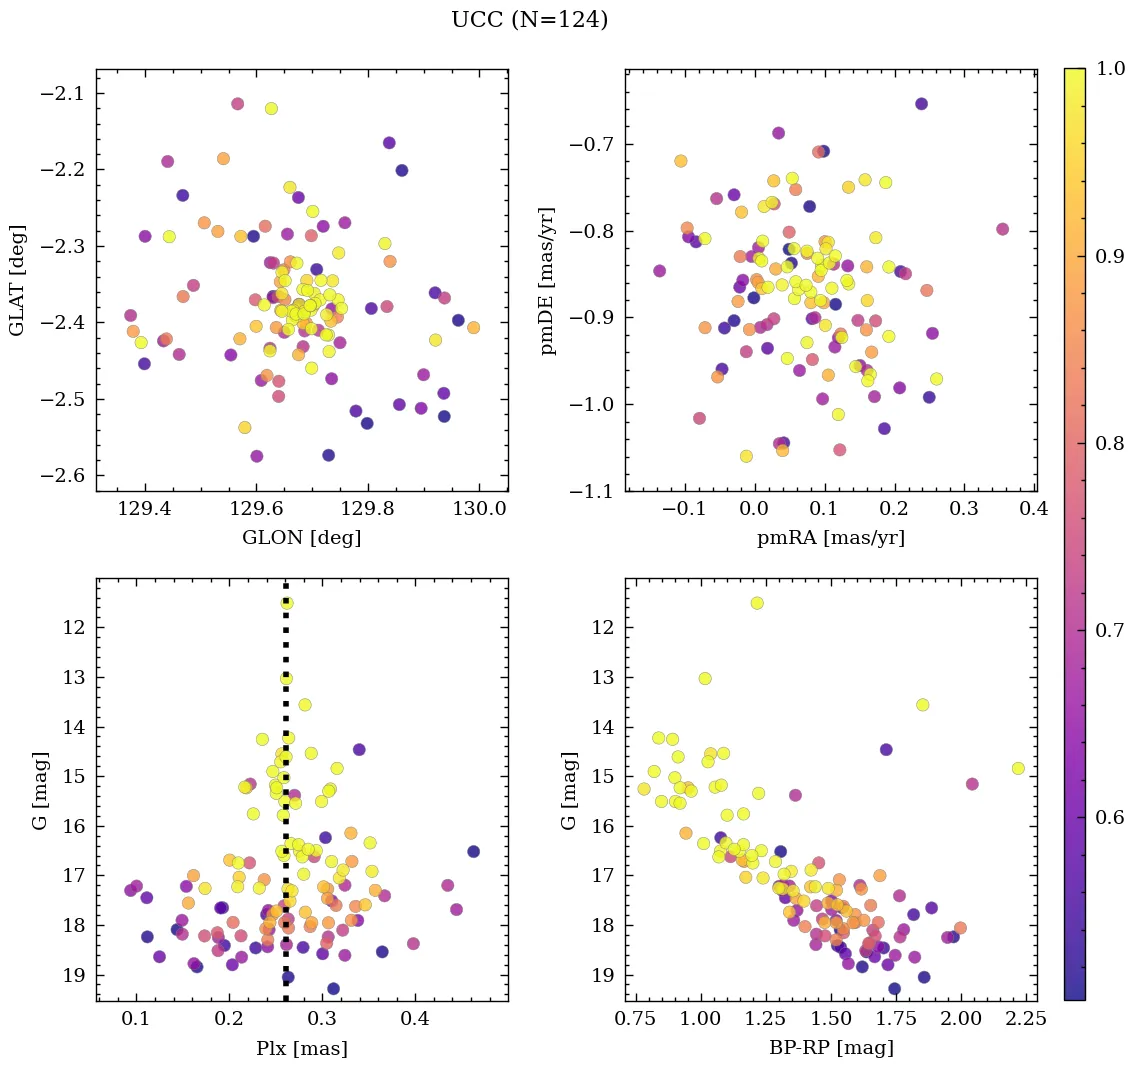 UCC (N=124)
−2.1
−2.2
−2.3
−2.4
−2.5
−2.6
GLAT [deg]
129.4 129.6 129.8 130.0
GLON [deg]
−0.7
−0.8
−0.9
−1.0
−1.1
pmDE [mas/yr]
−0.1 0.0 0.1 0.2 0.3 0.4
pmRA [mas/yr]
12
13
14
15
16
17
18
19
G [mag]
0.1 0.2 0.3 0.4
Plx [mas]
12
13
14
15
16
17
18
19
G [mag]
0.75 1.00 1.25 1.50 1.75 2.00 2.25
BP-RP [mag]
1.0
0.9
0.8
0.7
0.6